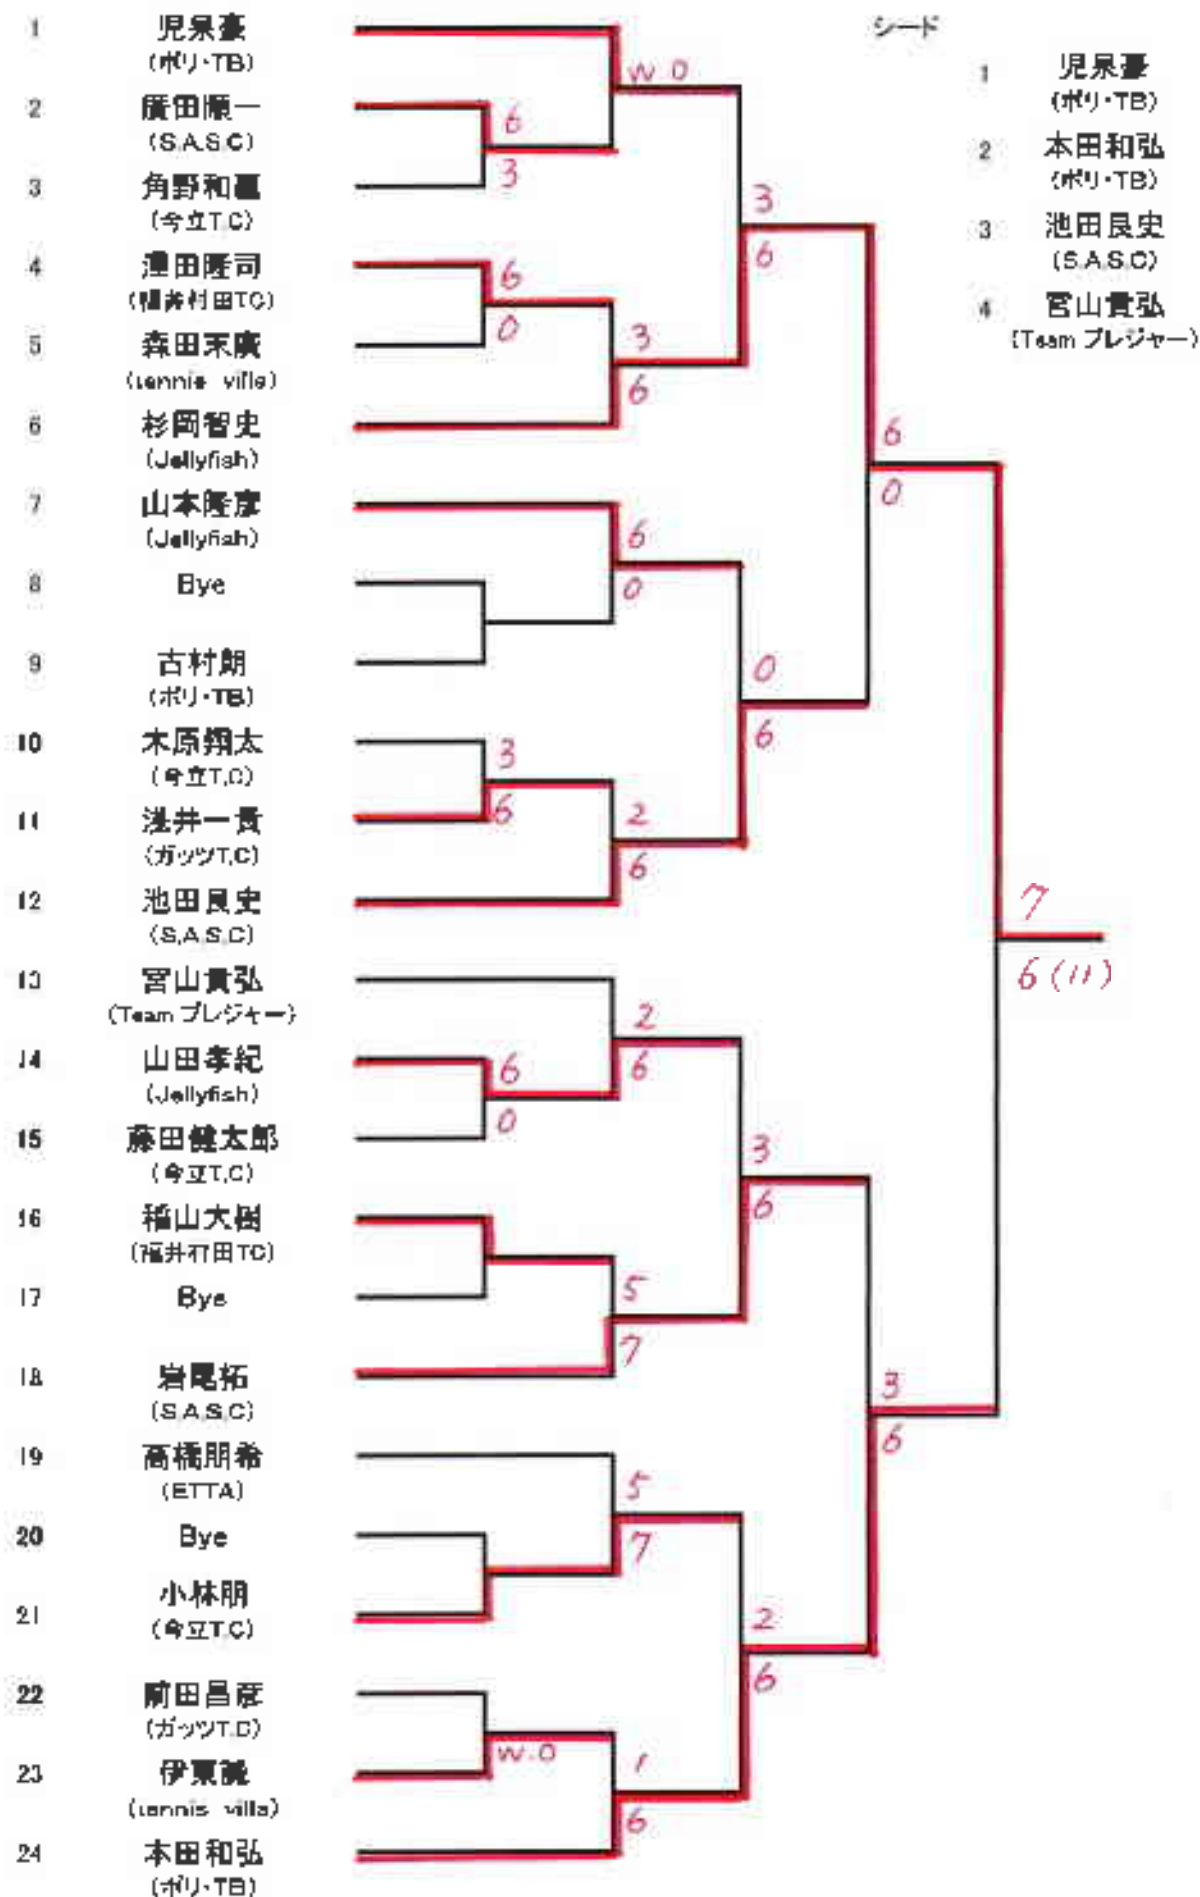 1 児泉豪
(ポリ・TB)
2 廣田順一
(S.A.S.C)
3 角野和
(今立T.C)
4 澤田隆司
(福井村田TC)
5 森田末廣
(tennis ville)
6 杉岡智史
(Jellyfish)
7 山本隆彦
(Jellyfish)
8 Bye
9 古村朗
(ポリ・TB)
10 木原翔太
(今立T.C)
11 浅井一貴
(ガッツT.C)
12 池田良史
(S.A.S.C)
13 宮山貴弘
(Team プレジャー)
14 山田孝紀
(Jellyfish)
15 藤田健太郎
(今立T.C)
16 稲山大樹
(福井村田TC)
17 Bye
18 岩尾拓
(S.A.S.C)
19 高橋朋希
(ETTA)
20 Bye
21 小林朋
(今立T.C)
22 前田昌彦
(ガッツT.C)
23 伊東誠
(tennis villa)
24 本田和弘
(ポリ・TB)
6
3
6
0
3
6
6
W.O
W.O
3
6
6
0
2
6
2
6
5
7
5
7
1
6
3
6
0
6
3
6
2
6
6
0
3
6
7
6(11)
シード
1 児泉豪
(ポリ・TB)
2 本田和弘
(ポリ・TB)
3 池田良史
(S.A.S.C)
4 宮山貴弘
(Team プレジャー)